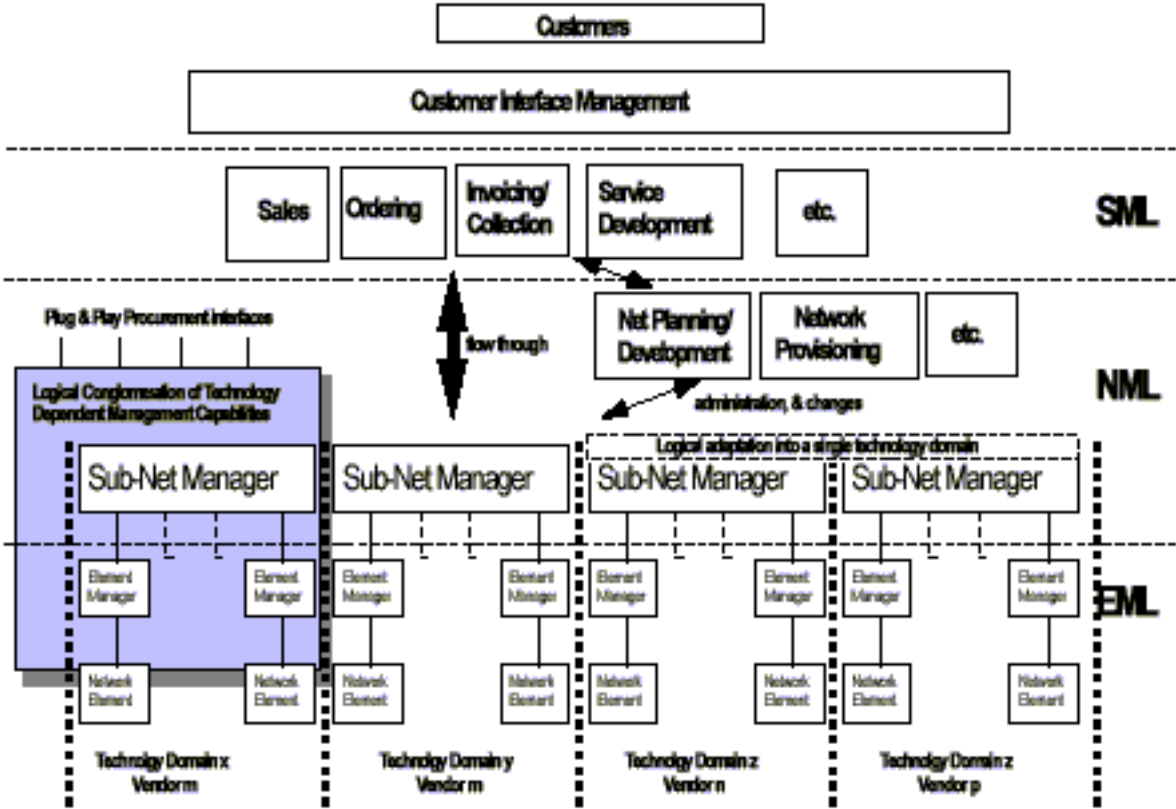 Customers
Customer Interface Management
Sales
Ordering
Invoicing/
Collection
Service
Development
etc.
SML
Plug & Play Procurement interfaces
flow through
Net Planning/
Development
Network
Provisioning
etc.
NML
Logical Conglomeration of Technology
Dependent Management Capabilities
administration, & changes
Logical adaptation into a single technology domain
Sub-Net Manager
Sub-Net Manager
Sub-Net Manager
Sub-Net Manager
Element
Manager
Element
Manager
Element
Manager
Element
Manager
Element
Manager
Element
Manager
Element
Manager
Element
Manager
EML
Network
Element
Network
Element
Network
Element
Network
Element
Network
Element
Network
Element
Network
Element
Network
Element
Technolgy Domain x
Vendor m
Technolgy Domain y
Vendor m
Technolgy Domain z
Vendor n
Technolgy Domain z
Vendor p